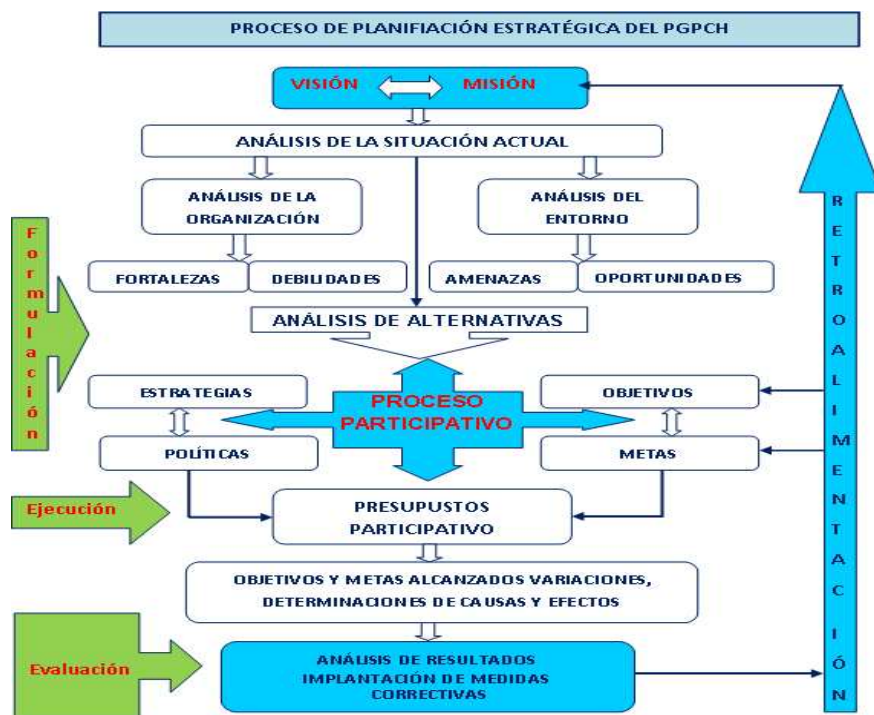 PROCESO DE PLANIFIACIÓN ESTRATÉGICA DEL PGPCH
VISIÓN MISIÓN
ANÁLISIS DE LA SITUACIÓN ACTUAL
ANÁLISIS DE LA
ORGANIZACIÓN
ANÁLISIS DEL
ENTORNO
FORTALEZAS
DEBILIDADES
AMENAZAS
OPORTUNIDADES
ANÁLISIS DE ALTERNATIVAS
Formulación
ESTRATEGIAS
PROCESO
PARTICIPATIVO
OBJETIVOS
POLÍTICAS
METAS
Ejecución
PRESUPUSTOS
PARTICIPATIVO
OBJETIVOS Y METAS ALCANZADOS VARIACIONES,
DETERMINACIONES DE CAUSAS Y EFECTOS
Evaluación
ANÁLISIS DE RESULTADOS
IMPLANTACIÓN DE MEDIDAS
CORRECTIVAS
RETROALIMENTACIÓN